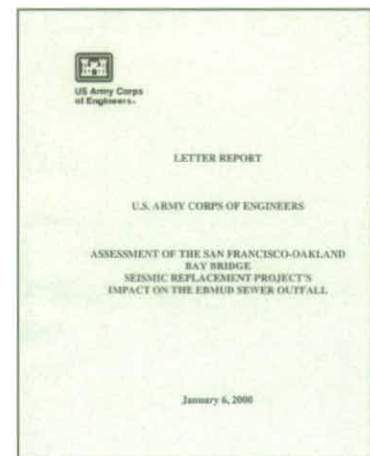 US Army Corps
of Engineers®
LETTER REPORT
U.S. ARMY CORPS OF ENGINEERS
ASSESSMENT OF THE SAN FRANCISCO-OAKLAND
BAY BRIDGE
SEISMIC REPLACEMENT PROJECT'S
IMPACT ON THE EBMUD SEWER OUTFALL
January 6, 2000